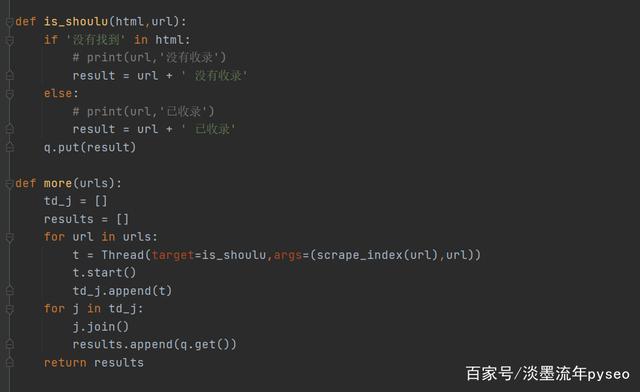 def is_shoulu(html,url):
    if '没有找到' in html:
        # print(url,'没有收录')
        result = url + ' 没有收录'
    else:
        # print(url,'已收录')
        result = url + ' 已收录'
    q.put(result)
def more(urls):
    td_j = []
    results = []
    for url in urls:
        t = Thread(target=is_shoulu,args=(scrape_index(url),url))
        t.start()
        td_j.append(t)
    for j in td_j:
        j.join()
        results.append(q.get())
    return results
百家号/淡墨流年pyseo